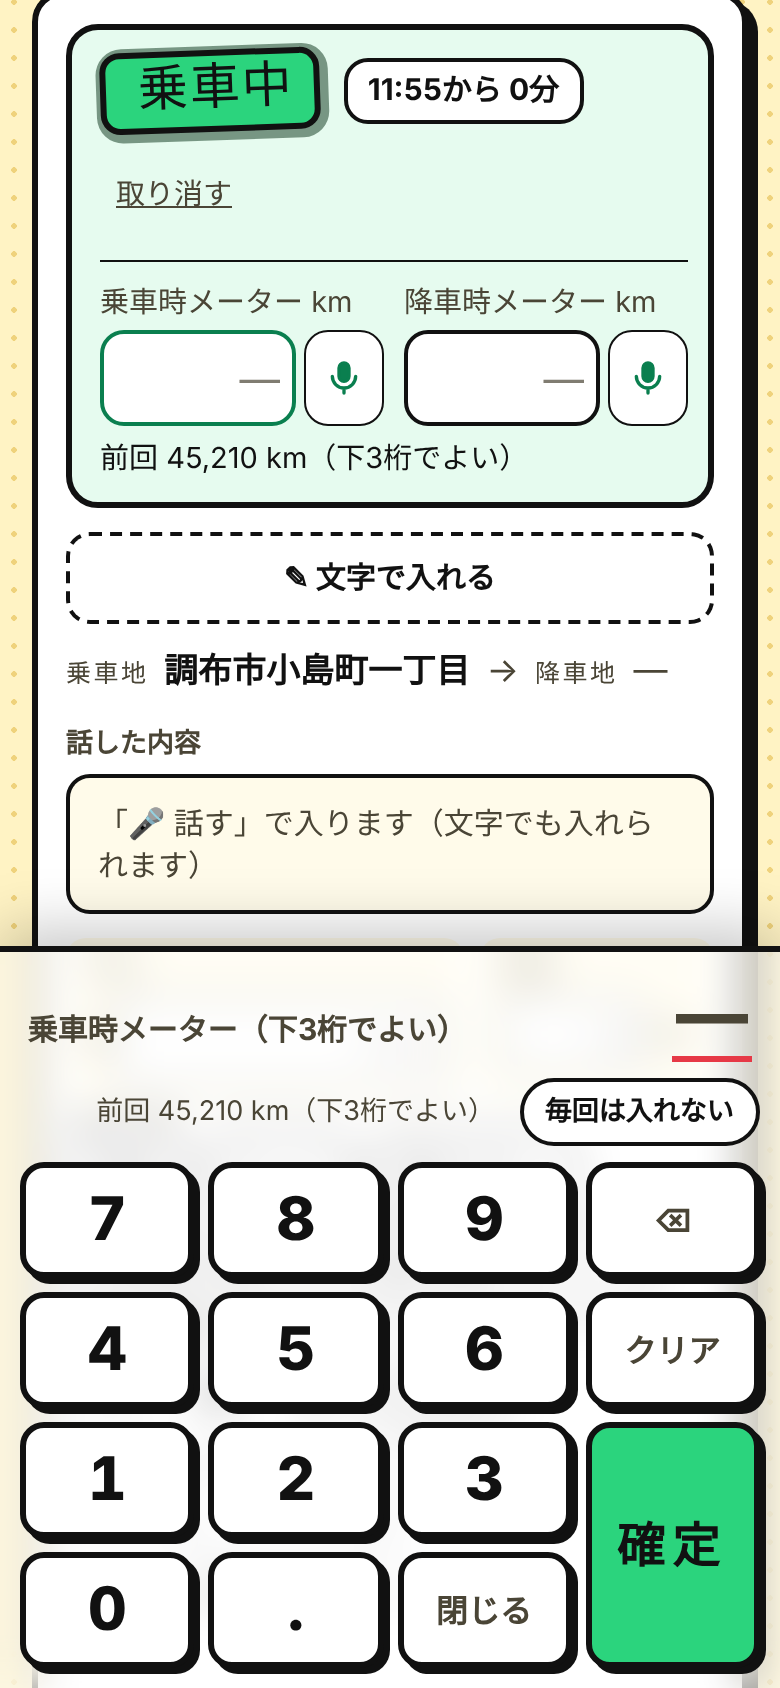 乗車中
11:55から 0分
取り消す
乗車時メーター km
降車時メーター km
—
—
前回 45,210 km（下3桁でよい）
✎ 文字で入れる
乗車地 調布市小島町一丁目 → 降車地 —
話した内容
「🎤 話す」で入ります（文字でも入れら
れます）
乗車時メーター（下3桁でよい） —
前回 45,210 km（下3桁でよい） 毎回は入れない
7 8 9 ⌫
4 5 6 クリア
1 2 3 確定
0 . 閉じる